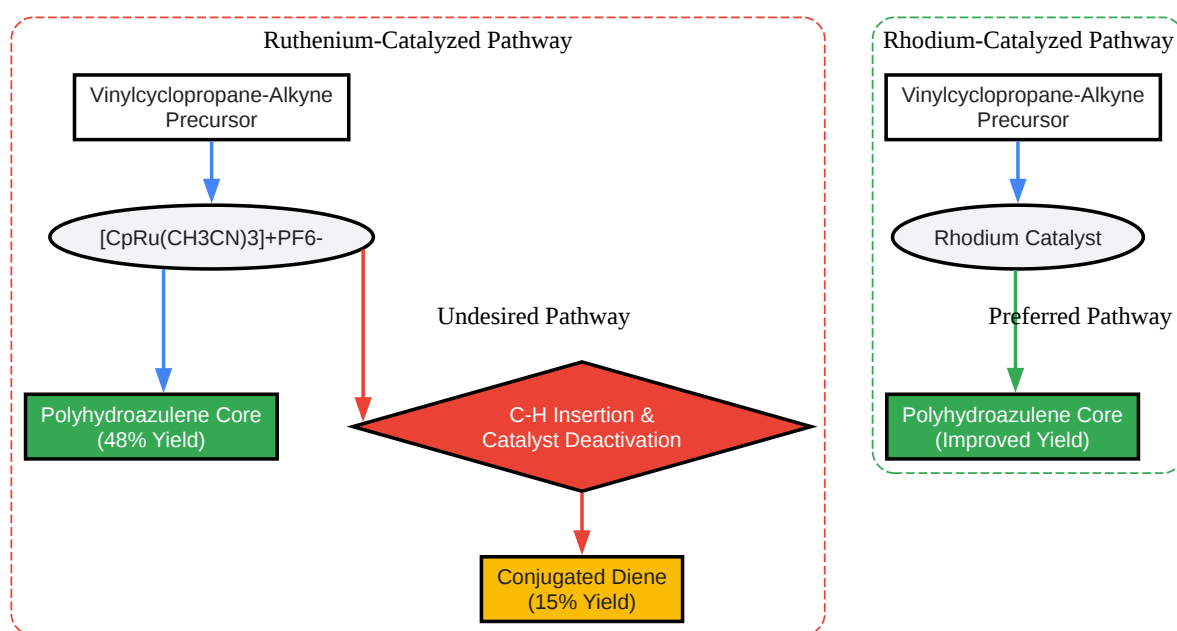 Ruthenium-Catalyzed Pathway
Vinylcyclopropane-Alkyne
Precursor
[CpRu(CH3CN)3]+PF6-
Undesired Pathway
Polyhydroazulene Core
(48% Yield)
C-H Insertion &
Catalyst Deactivation
Conjugated Diene
(15% Yield)
Rhodium-Catalyzed Pathway
Vinylcyclopropane-Alkyne
Precursor
Rhodium Catalyst
Preferred Pathway
Polyhydroazulene Core
(Improved Yield)